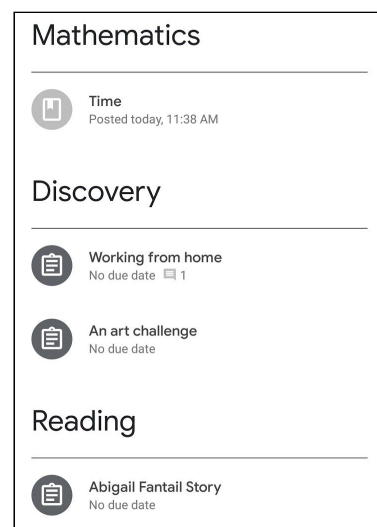 Mathematics
Time
Posted today, 11:38 AM
Discovery
Working from home
No due date 1
An art challenge
No due date
Reading
Abigail Fantail Story
No due date